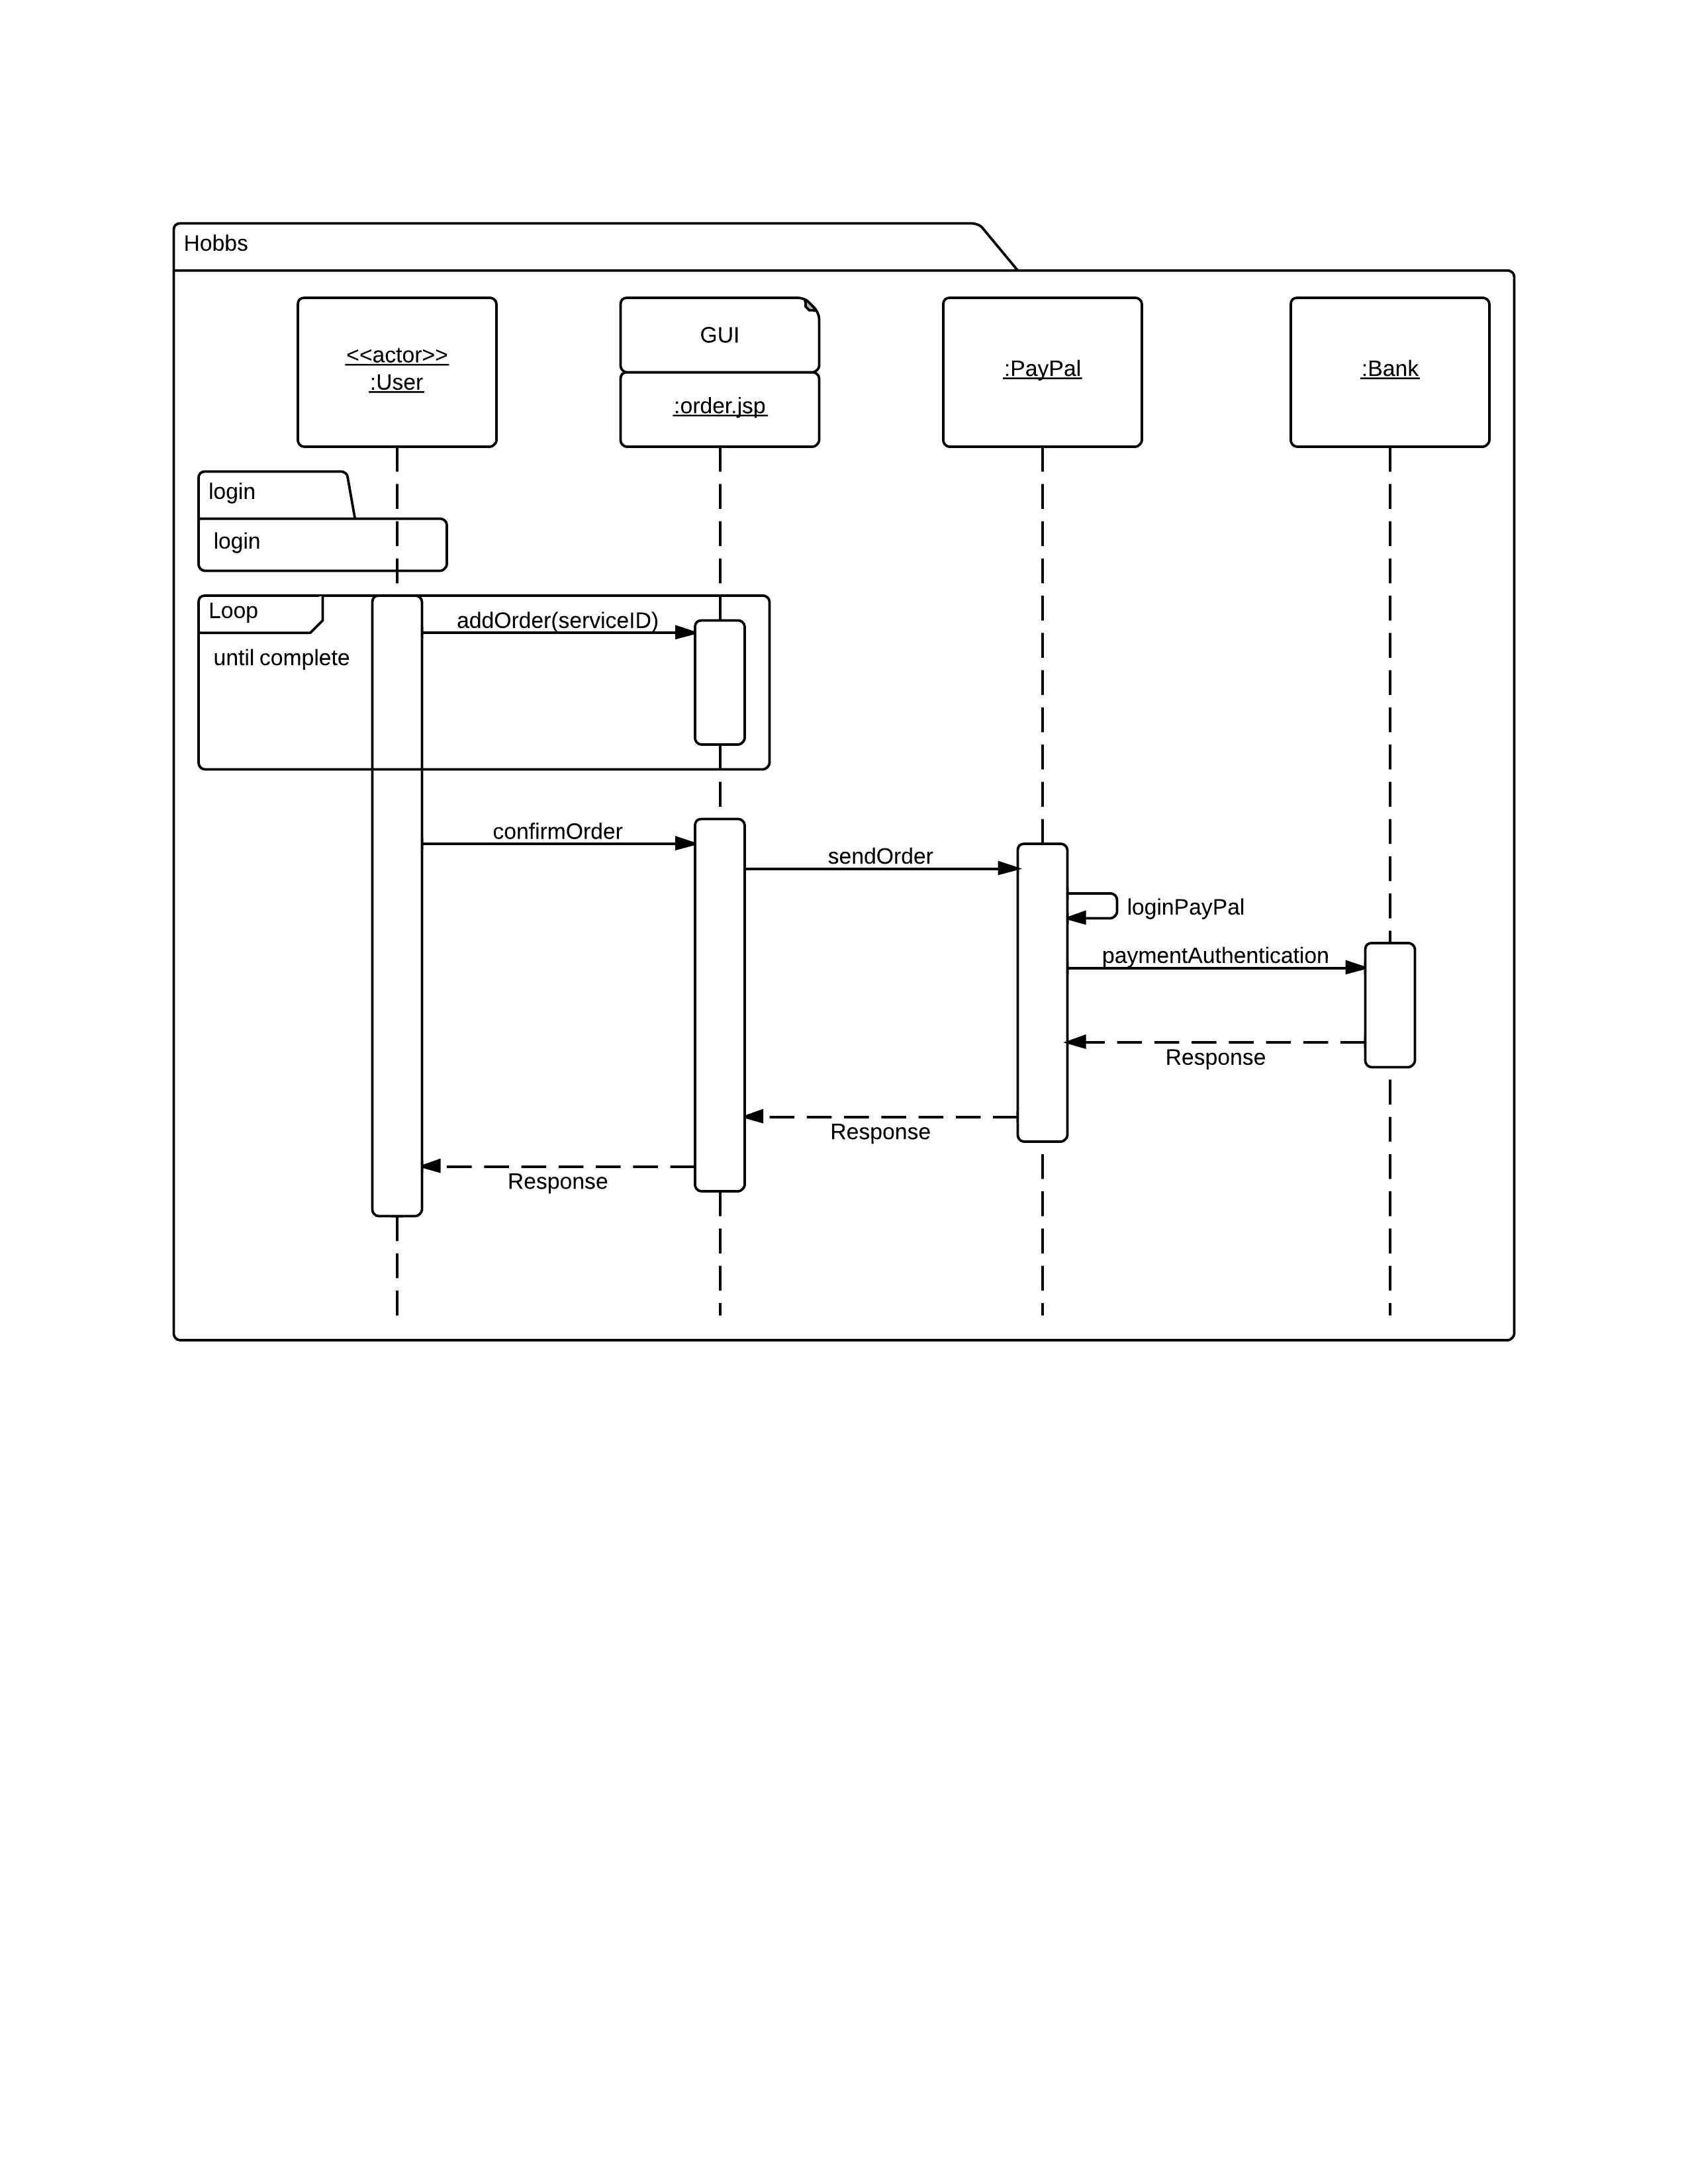 Hobbs
<<actor>>
:User
GUI
:order.jsp
:PayPal
:Bank
login
login
Loop
addOrder(serviceID)
until complete
confirmOrder
sendOrder
loginPayPal
paymentAuthentication
Response
Response
Response